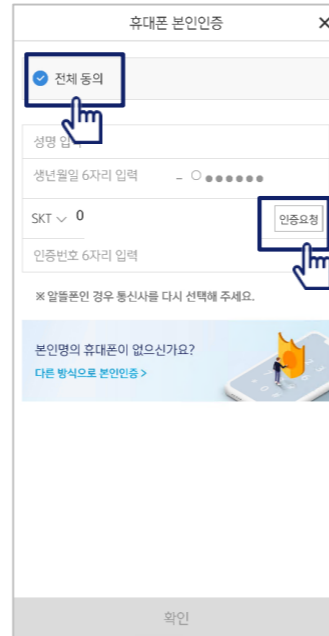 휴대폰 본인인증
전체 동의
성명 입력
생년월일 6자리 입력 - ○●●●●●●
SKT 0 인증요청
인증번호 6자리 입력
※ 알뜰폰인 경우 통신사를 다시 선택해 주세요.
본인명의 휴대폰이 없으신가요?
다른 방식으로 본인인증 >
확인